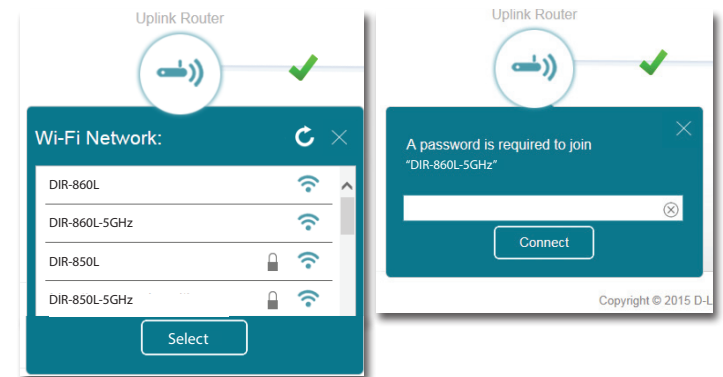 Uplink Router
Wi-Fi Network:
DIR-860L
DIR-860L-5GHz
DIR-850L
DIR-850L-5GHz
Select
Uplink Router
A password is required to join
"DIR-860L-5GHz"
Connect
Copyright © 2015 D-L